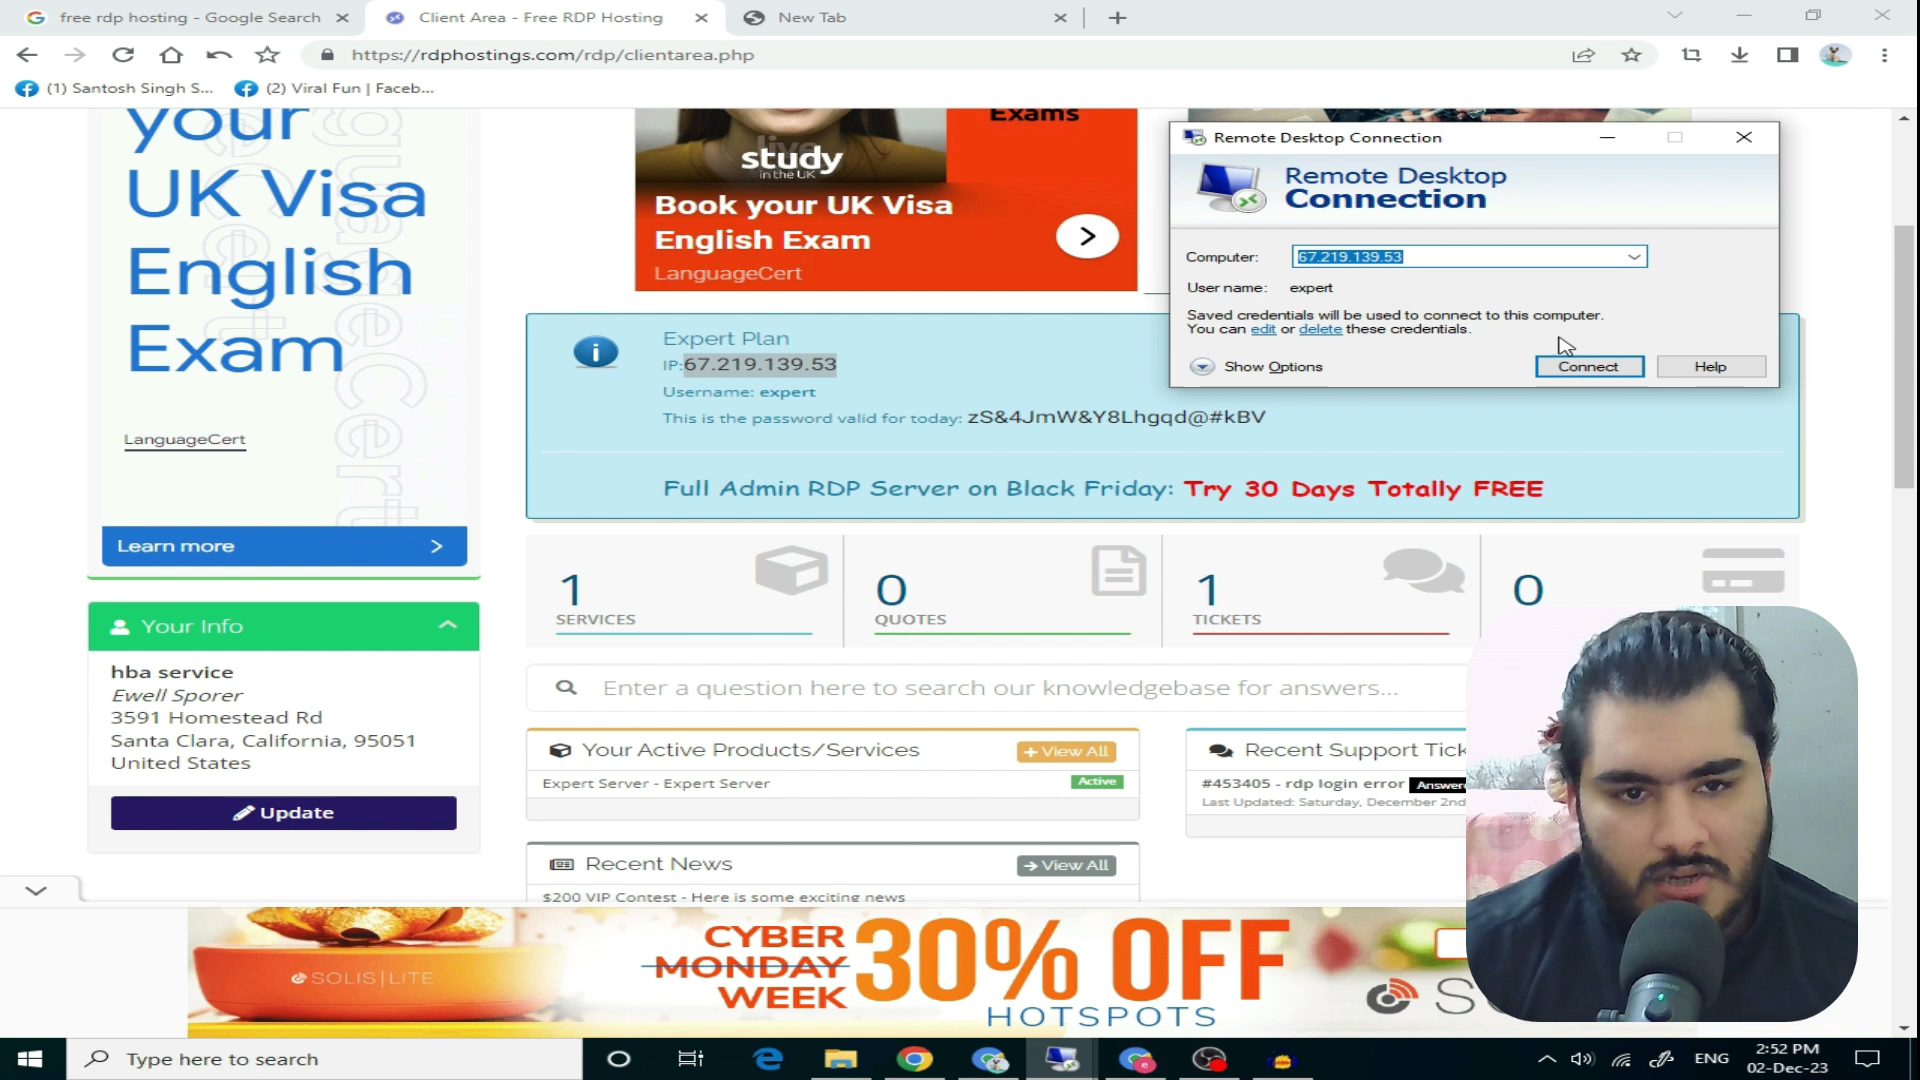 free rdp hosting - Google Search
Client Area - Free RDP Hosting
New Tab
https://rdphostings.com/rdp/clientarea.php
(1) Santosh Singh S...
(2) Viral Fun | Faceb...
your
UK Visa
English
Exam
LanguageCert
Learn more
Exams
live
study
in the UK
Book your UK Visa
English Exam
LanguageCert
Remote Desktop Connection
Remote Desktop
Connection
Computer: 67.219.139.53
User name: expert
Saved credentials will be used to connect to this computer.
You can edit or delete these credentials.
Show Options
Connect
Help
Expert Plan
IP:67.219.139.53
Username: expert
This is the password valid for today: zS&4JmW&Y8Lhgqd@#kBV
Full Admin RDP Server on Black Friday: Try 30 Days Totally FREE
1
SERVICES
0
QUOTES
1
TICKETS
0
Your Info
hba service
Ewell Sporer
3591 Homestead Rd
Santa Clara, California, 95051
United States
Update
Enter a question here to search our knowledgebase for answers...
Your Active Products/Services
View All
Expert Server - Expert Server
Active
Recent Support Tick
#453405 - rdp login error Answere
Last Updated: Saturday, December 2nd
Recent News
View All
$200 VIP Contest - Here is some exciting news
SOLIS|LITE
CYBER
MONDAY
WEEK
30% OFF
HOTSPOTS
S
Type here to search
ENG
2:52 PM
02-Dec-23